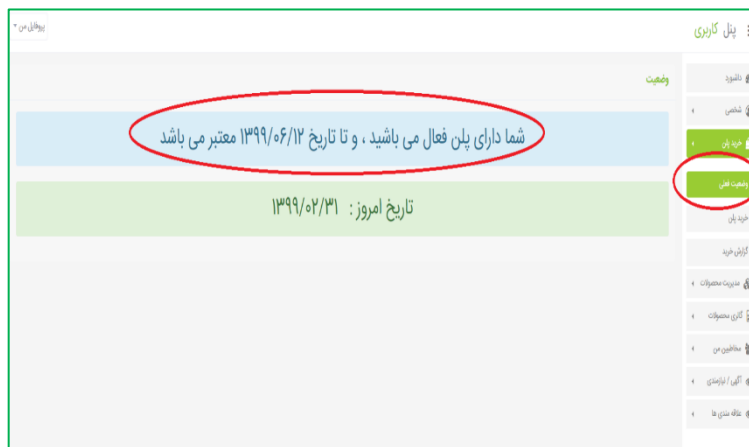 پنل کاربری
پروفایل من
داشبورد
شخصی
خرید پلن
وضعیت فعلی
خرید پلن
گزارش خرید
مدیریت محصولات
گالری محصولات
مخاطبین من
آگهی / نیازمندی
علاقه مندی ها
وضعیت
شما دارای پلن فعال می باشید ، و تا تاریخ ۱۳۹۹/۰۶/۱۲ معتبر می باشد
تاریخ امروز : ۱۳۹۹/۰۲/۳۱